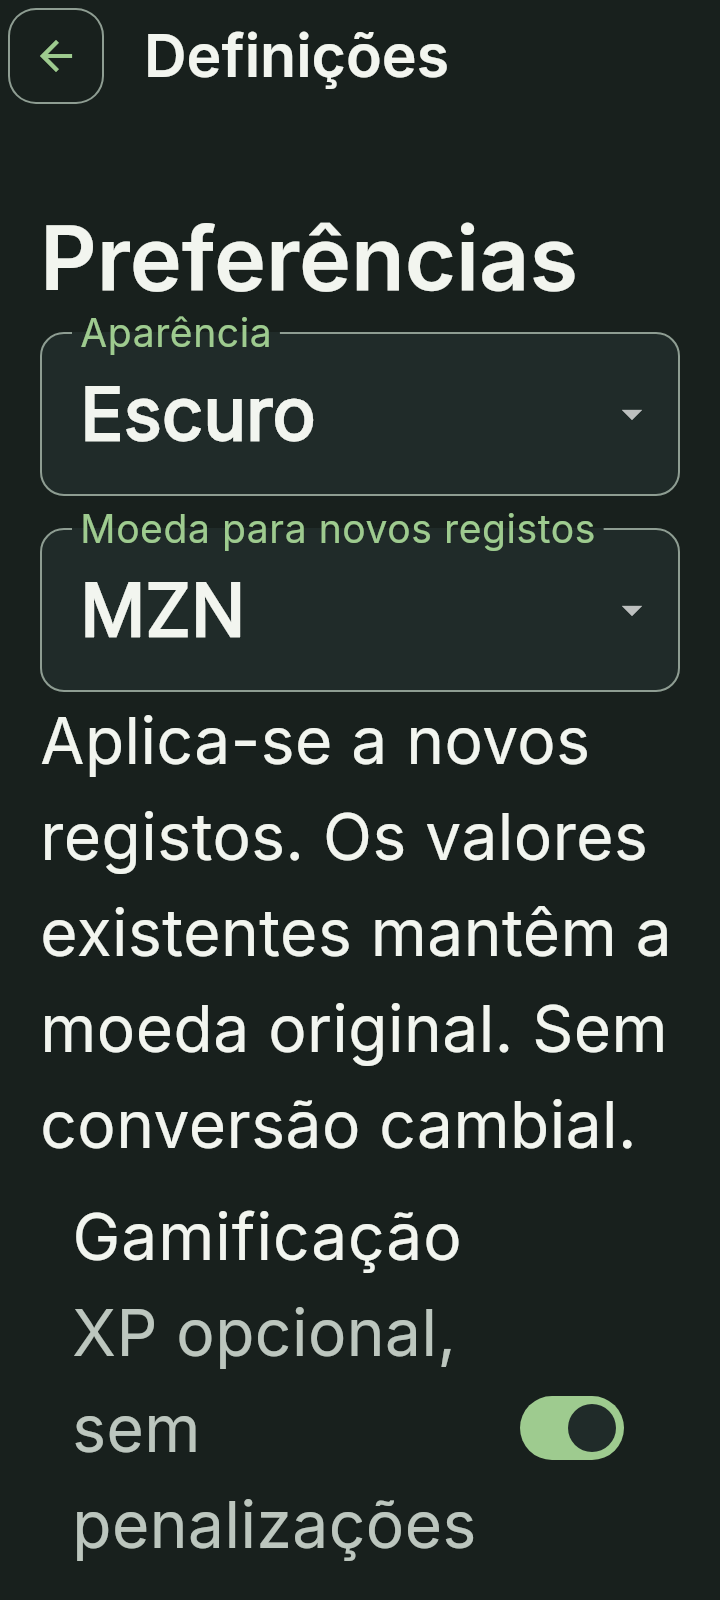 Definições
Preferências
Aparência
Escuro
Moeda para novos registos
MZN
Aplica-se a novos
registos. Os valores
existentes mantêm a
moeda original. Sem
conversão cambial.
Gamificação
XP opcional,
sem
penalizações